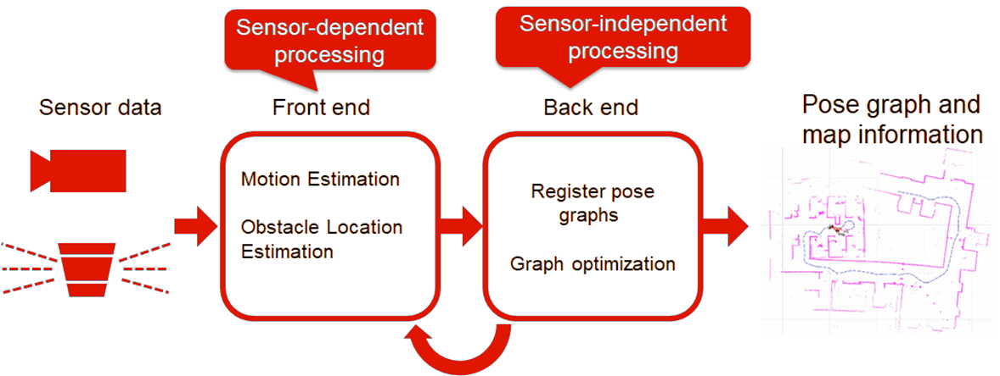 Sensor-dependent
processing
Sensor-independent
processing
Sensor data
Front end
Back end
Pose graph and
map information
Motion Estimation
Obstacle Location
Estimation
Register pose
graphs
Graph optimization